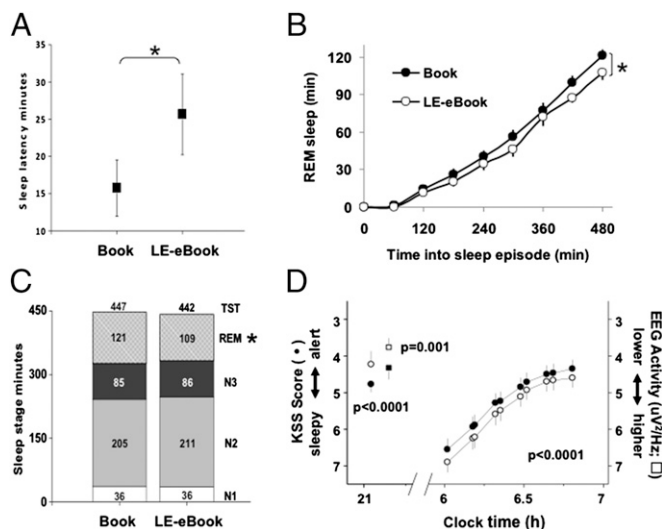 A
*
35
30
25
20
15
10
Sleep latency minutes
Book LE-eBook
B
120
90
60
30
0
REM sleep (min)
Book
LE-eBook
*
0 60 120 180 240 300 360 420 480
Time into sleep episode (min)
C
450
300
150
0
Sleep stage minutes
447 442 TST
121 109 REM *
85 86 N3
205 211 N2
36 36 N1
Book LE-eBook
D
3
4
5
6
7
KSS Score (●)
sleepy ↔ alert
p=0.001
p<0.0001
p<0.0001
3
4
5
6
7
EEG Activity (uV²/Hz; □)
higher ↔ lower
21 6 6.5 7
Clock time (h)